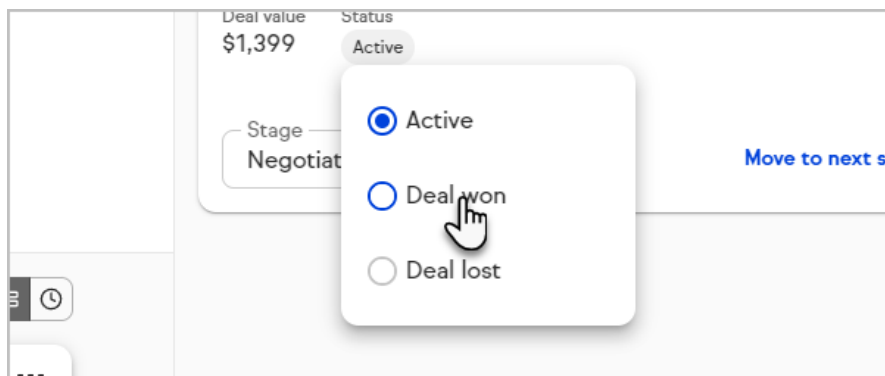 Deal value Status
$1,399 Active
Active
Stage
Negotiat
Move to next s
Deal won
Deal lost